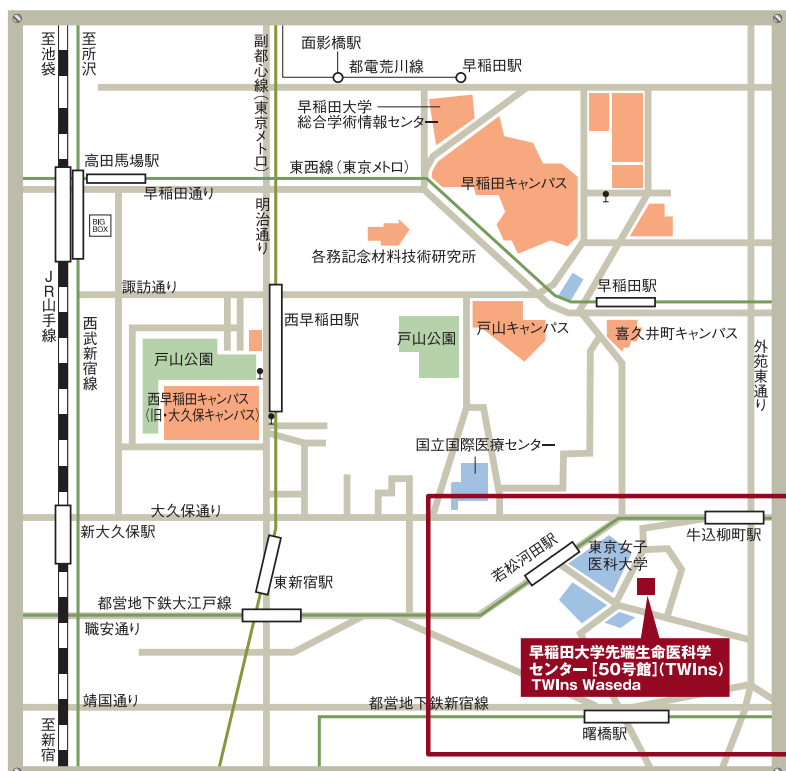 至池袋
至所沢
副都心線(東京メトロ)
面影橋駅
都電荒川線
早稲田駅
早稲田大学
総合学術情報センター
高田馬場駅
東西線(東京メトロ)
早稲田キャンパス
早稲田通り
BIG
BOX
明治通り
各務記念材料技術研究所
JR山手線
諏訪通り
早稲田駅
西武新宿線
西早稲田駅
戸山公園
戸山公園
戸山キャンパス
喜久井町キャンパス
外苑東通り
西早稲田キャンパス
(旧・大久保キャンパス)
国立国際医療センター
大久保通り
新大久保駅
東新宿駅
若松河田駅
東京女子
医科大学
牛込柳町駅
都営地下鉄大江戸線
職安通り
早稲田大学先端生命医科学
センター[50号館](TWIns)
TWIns Waseda
靖国通り
都営地下鉄新宿線
曙橋駅
至新宿